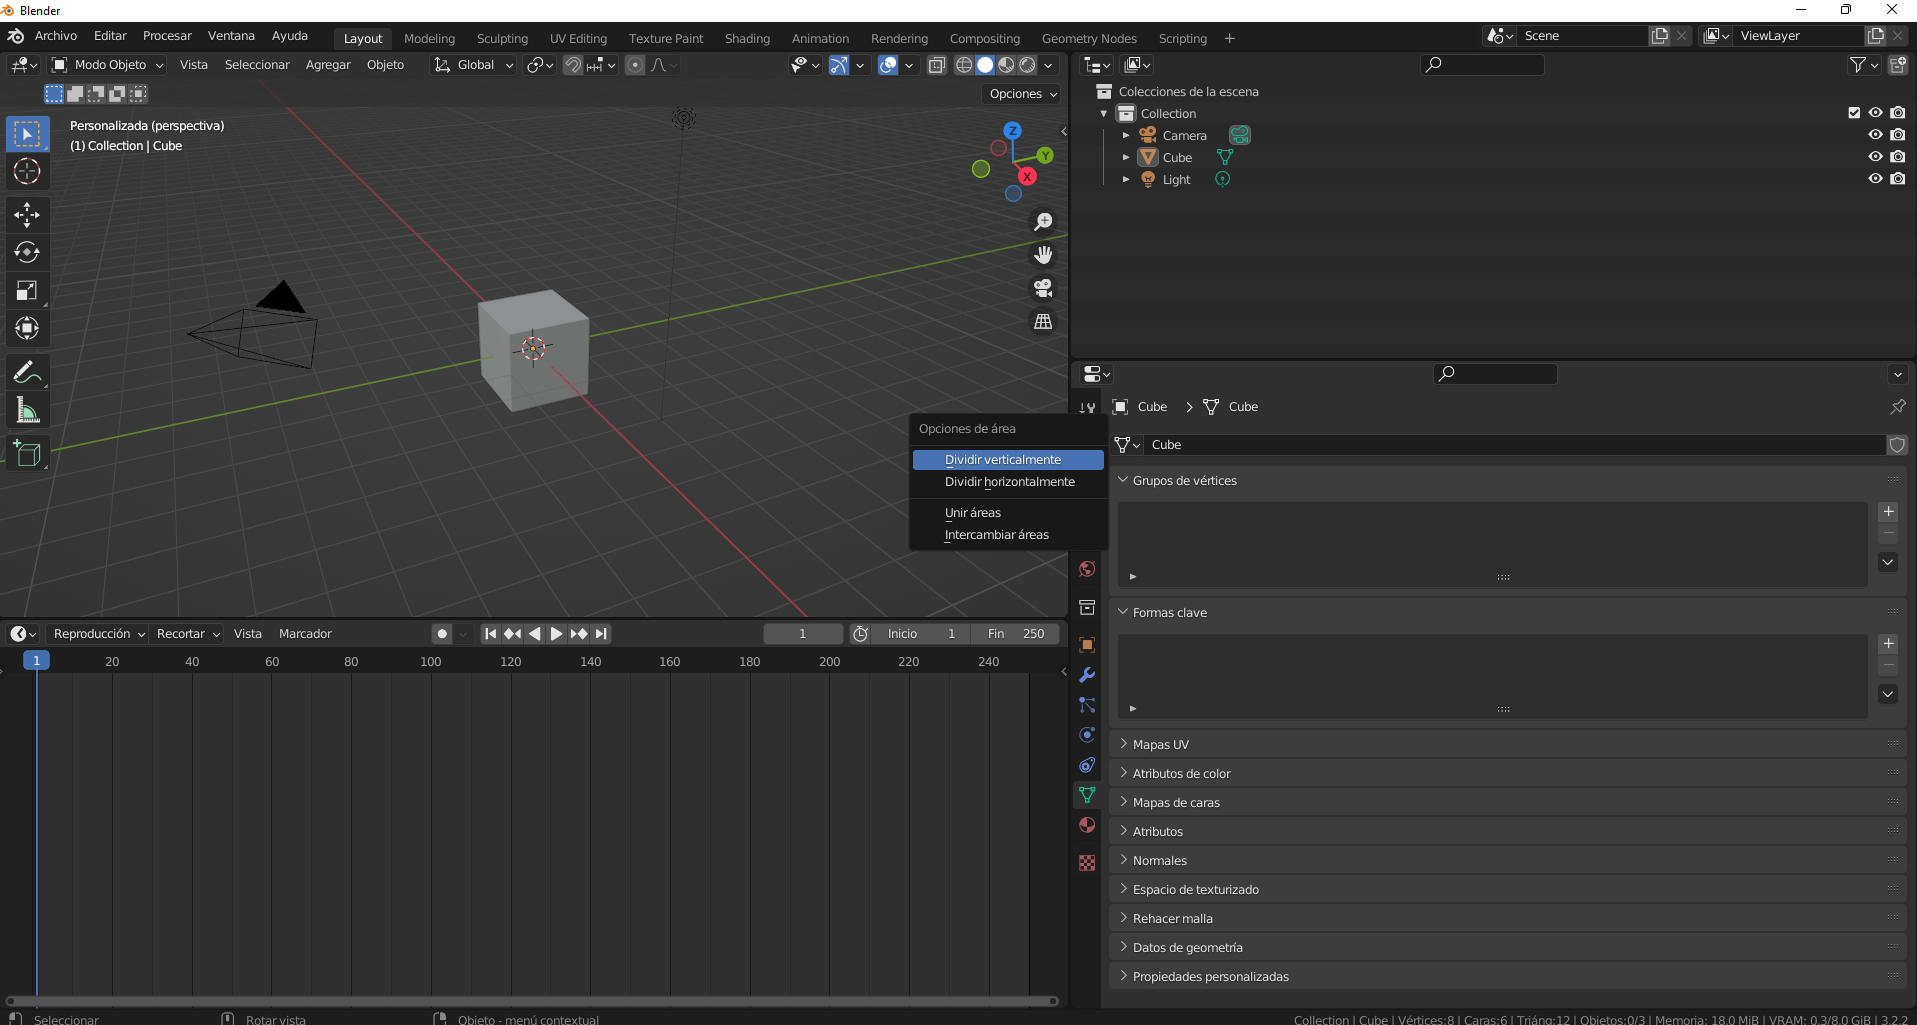 Blender
Archivo Editar Procesar Ventana Ayuda Layout Modeling Sculpting UV Editing Texture Paint Shading Animation Rendering Compositing Geometry Nodes Scripting + Scene ViewLayer
Modo Objeto Vista Seleccionar Agregar Objeto Global
Opciones
Personalizada (perspectiva)
(1) Collection | Cube
Z
Y
X
Colecciones de la escena
Collection
Camera
Cube
Light
Cube > Cube
Cube
Opciones de área
Dividir verticalmente
Dividir horizontalmente
Unir áreas
Intercambiar áreas
Grupos de vértices
Formas clave
Mapas UV
Atributos de color
Mapas de caras
Atributos
Normales
Espacio de texturizado
Rehacer malla
Datos de geometría
Propiedades personalizadas
Reproducción Recortar Vista Marcador 1 Inicio 1 Fin 250
1 20 40 60 80 100 120 140 160 180 200 220 240
Seleccionar Rotar vista Objeto - menú contextual Collection | Cube | Vértices:8 | Caras:6 | Triáng:12 | Objetos:0/3 | Memoria: 18.0 MiB | VRAM: 0.3/8.0 GiB | 3.2.2